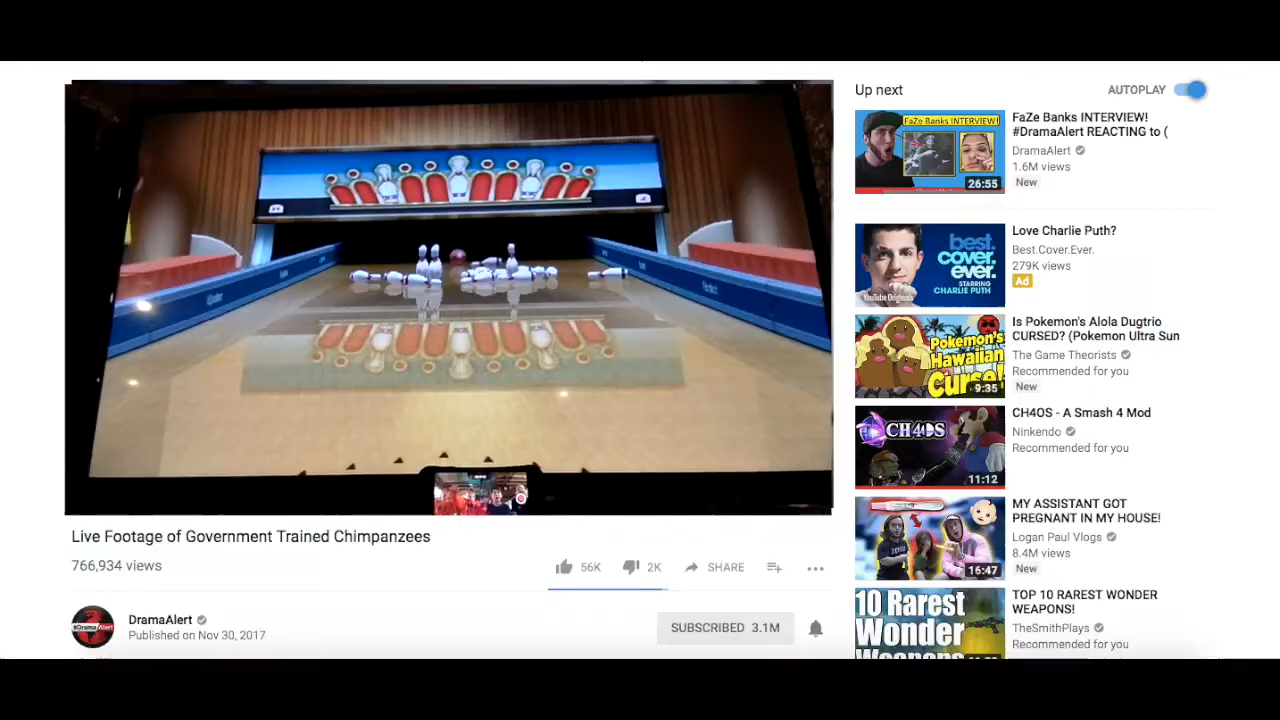 Live Footage of Government Trained Chimpanzees
766,934 views
56K 2K SHARE
#DramaAlert
DramaAlert
Published on Nov 30, 2017
SUBSCRIBED 3.1M
Up next
AUTOPLAY
FaZe Banks INTERVIEW!
26:55
FaZe Banks INTERVIEW!
#DramaAlert REACTING to (
DramaAlert
1.6M views
New
best.
cover.
ever.
STARRING
CHARLIE PUTH
YouTube Originals
Love Charlie Puth?
Best.Cover.Ever.
279K views
Ad
Pokemon's
Hawaiian
Curse!
9:35
Is Pokemon's Alola Dugtrio
CURSED? (Pokemon Ultra Sun
The Game Theorists
Recommended for you
New
CH4OS
11:12
CH4OS - A Smash 4 Mod
Ninkendo
Recommended for you
16:47
MY ASSISTANT GOT
PREGNANT IN MY HOUSE!
Logan Paul Vlogs
8.4M views
New
10 Rarest
Wonder
Weapons
TOP 10 RAREST WONDER
WEAPONS!
TheSmithPlays
Recommended for you